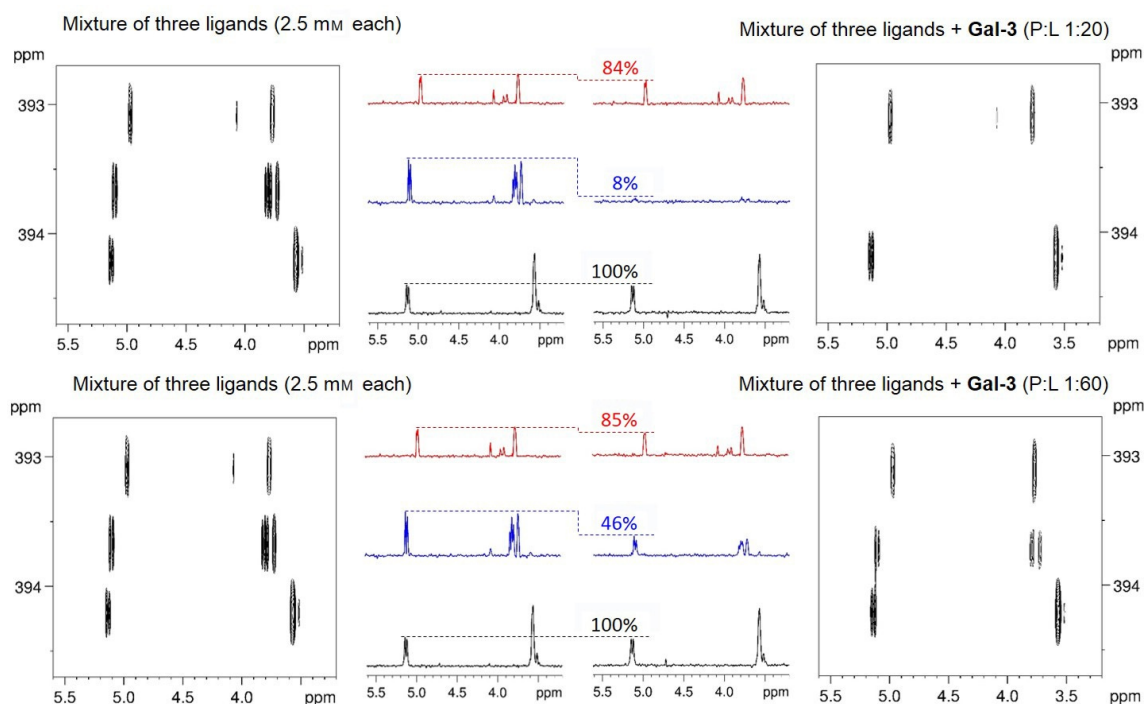 Mixture of three ligands (2.5 mM each)
Mixture of three ligands + Gal-3 (P:L 1:20)
ppm
393
394
5.5 5.0 4.5 4.0 ppm
84%
8%
100%
5.5 5.0 4.5 4.0 ppm
5.5 5.0 4.5 4.0 ppm
ppm
393
394
5.0 4.5 4.0 3.5 ppm
Mixture of three ligands (2.5 mM each)
Mixture of three ligands + Gal-3 (P:L 1:60)
ppm
393
394
5.5 5.0 4.5 4.0 ppm
85%
46%
100%
5.5 5.0 4.5 4.0 ppm
5.5 5.0 4.5 4.0 ppm
ppm
393
394
5.5 5.0 4.5 4.0 3.5 ppm